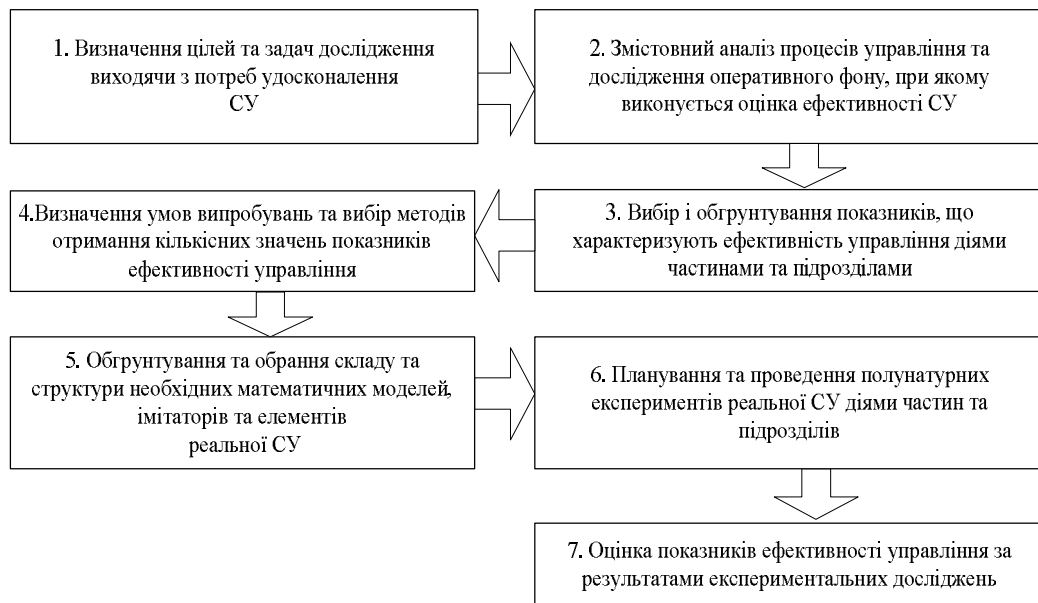 1. Визначення цілей та задач дослідження
виходячи з потреб удосконалення
СУ
2. Змістовний аналіз процесів управління та
дослідження оперативного фону, при якому
виконується оцінка ефективності СУ
3. Вибір і обгрунтування показників, що
характеризують ефективність управління діями
частинами та підрозділами
4.Визначення умов випробувань та вибір методів
отримання кількісних значень показників
ефективності управління
5. Обгрунтування та обрання складу та
структури необхідних математичних моделей,
імітаторів та елементів
реальної СУ
6. Планування та проведення полунатурних
експериментів реальної СУ діями частин та
підрозділів
7. Оцінка показників ефективності управління за
результатами експериментальних досліджень